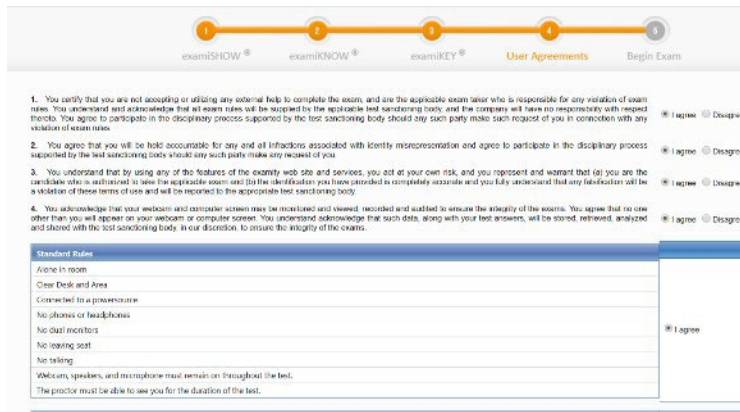 1 2 3 4 5
examiSHOW ® examiKNOW ® examiKEY ® User Agreements Begin Exam
1. You certify that you are not accepting or utilizing any external help to complete the exam, and are the applicable exam taker who is responsible for any violation of exam
rules. You understand and acknowledge that all exam rules will be supplied by the applicable test sanctioning body, and the company will have no responsibility with respect
thereto. You agree to participate in the disciplinary process supported by the test sanctioning body should any such party make such request of you in connection with any
violation of exam rules
I agree Disagre
2. You agree that you will be held accountable for any and all infractions associated with identity misrepresentation and agree to participate in the disciplinary process
supported by the test sanctioning body should any such party make any request of you
I agree Disagre
3. You understand that by using any of the features of the examity web site and services, you act at your own risk, and you represent and warrant that (a) you are the
candidate who is authorized to take the applicable exam and (b) the identification you have provided is completely accurate and you fully understand that any falsification will be
a violation of these terms of use and will be reported to the appropriate test sanctioning body.
I agree Disagre
4. You acknowledge that your webcam and computer screen may be monitored and viewed, recorded and audited to ensure the integrity of the exams. You agree that no one
other than you will appear on your webcam or computer screen. You understand acknowledge that such data, along with your test answers, will be stored, retrieved, analyzed
and shared with the test sanctioning body, in our discretion, to ensure the integrity of the exams.
I agree Disagre
Standard Rules
Alone in room
Clear Desk and Area
Connected to a powersource
No phones or headphones
No dual monitors
No leaving seat
No talking
Webcam, speakers, and microphone must remain on throughout the test.
The proctor must be able to see you for the duration of the test.
I agree